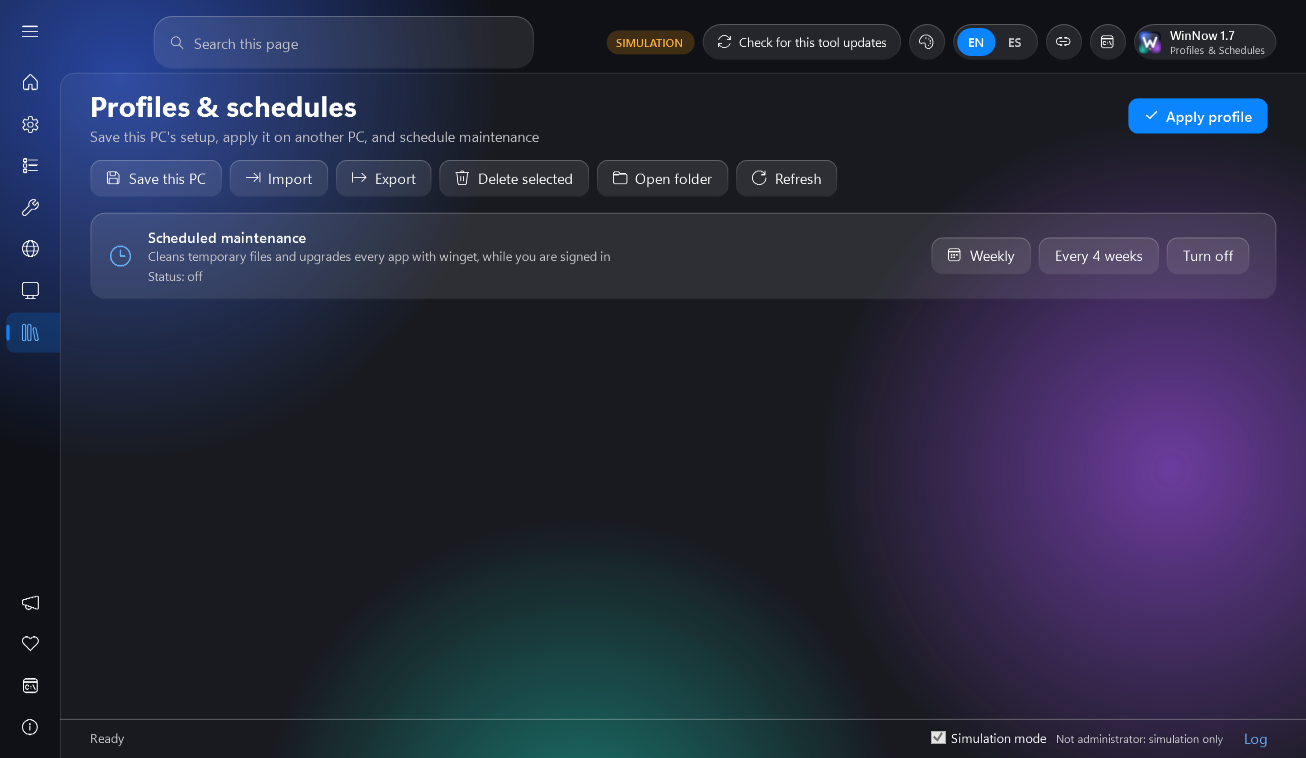 Search this page
SIMULATION
Check for this tool updates
EN
ES
WinNow 1.7
Profiles & Schedules
Profiles & schedules
Save this PC's setup, apply it on another PC, and schedule maintenance
Apply profile
Save this PC
Import
Export
Delete selected
Open folder
Refresh
Scheduled maintenance
Cleans temporary files and upgrades every app with winget, while you are signed in
Status: off
Weekly
Every 4 weeks
Turn off
Ready
Simulation mode
Not administrator: simulation only
Log